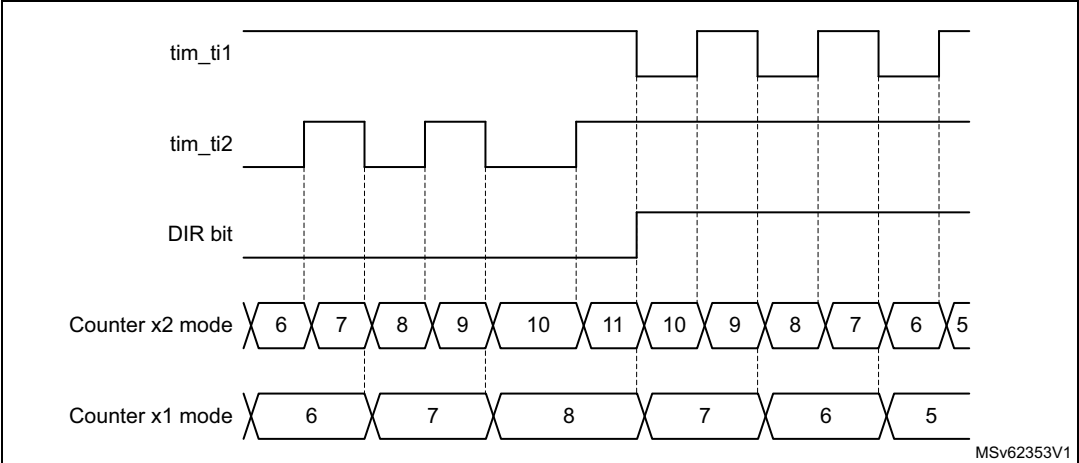 tim_ti1
tim_ti2
DIR bit
Counter x2 mode 6 7 8 9 10 11 10 9 8 7 6 5
Counter x1 mode 6 7 8 7 6 5
MSv62353V1